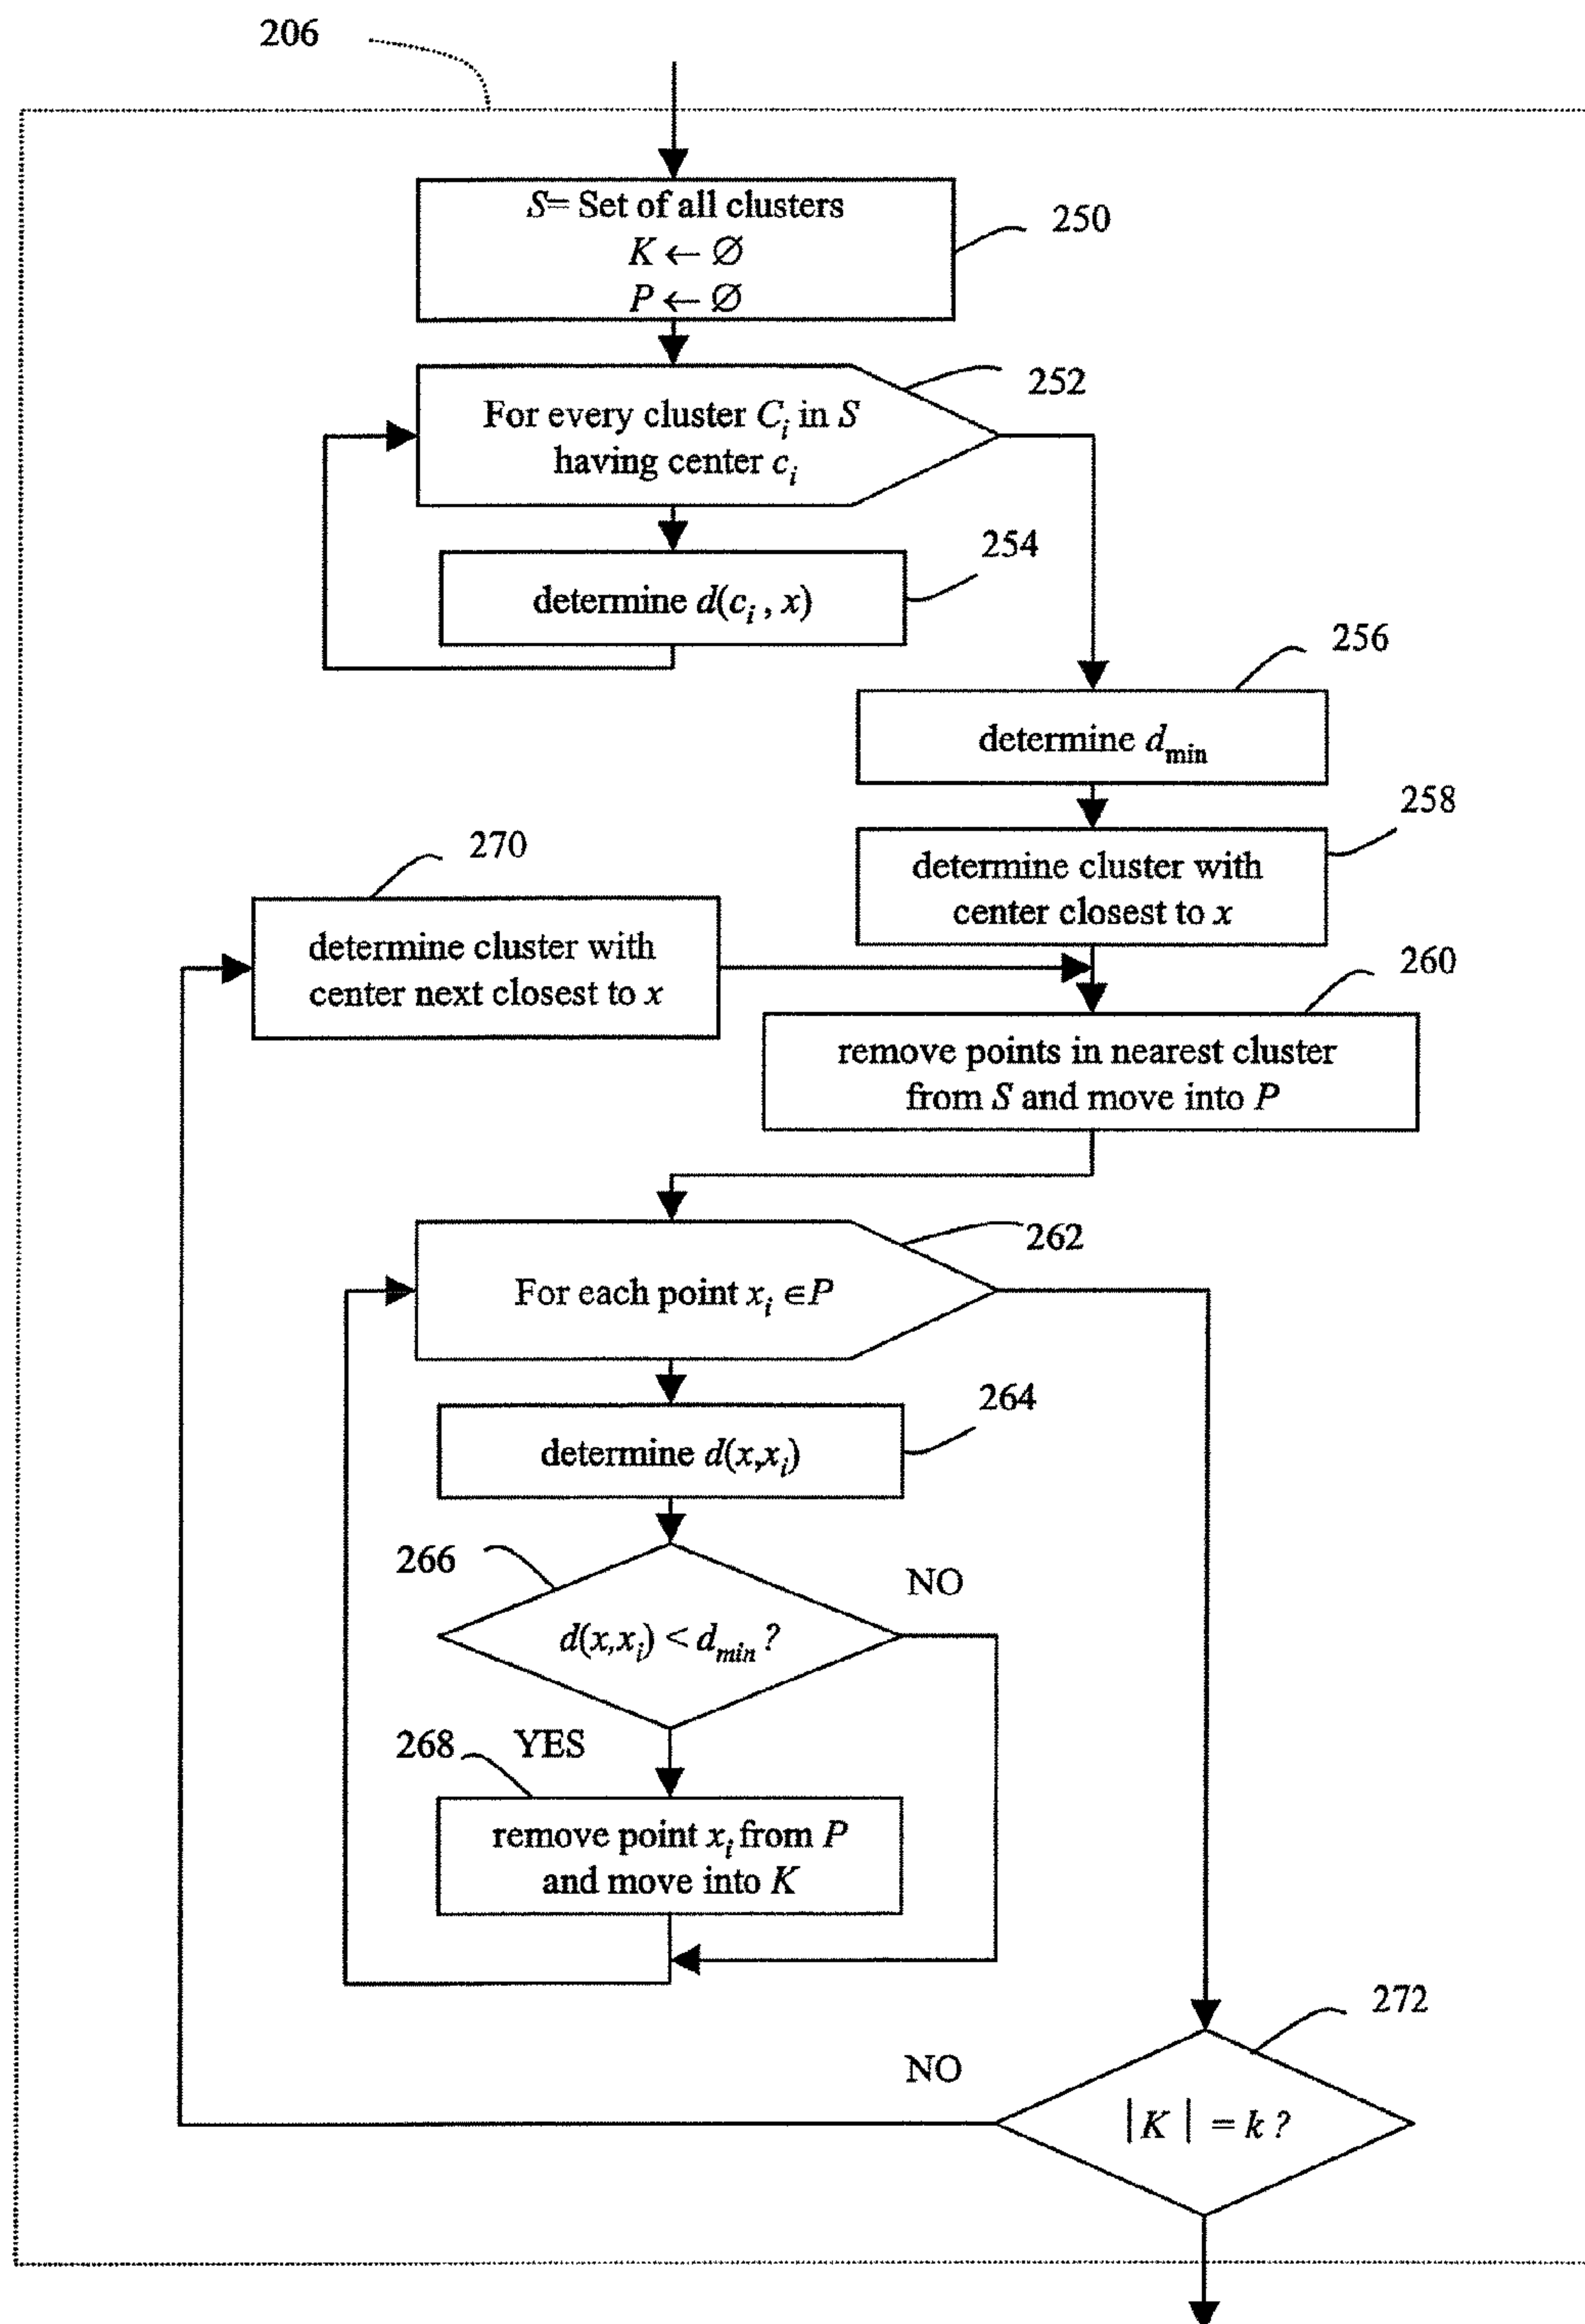 206
S= Set of all clusters
K ← ∅
P ← ∅
250
For every cluster C_i in S
having center c_i
252
determine d(c_i , x)
254
256
determine d_min
258
determine cluster with
center closest to x
270
determine cluster with
center next closest to x
260
remove points in nearest cluster
from S and move into P
262
For each point x_i ∈P
264
determine d(x,x_i)
266
NO
d(x,x_i) < d_min ?
268
YES
remove point x_i from P
and move into K
272
NO
|K | = k ?